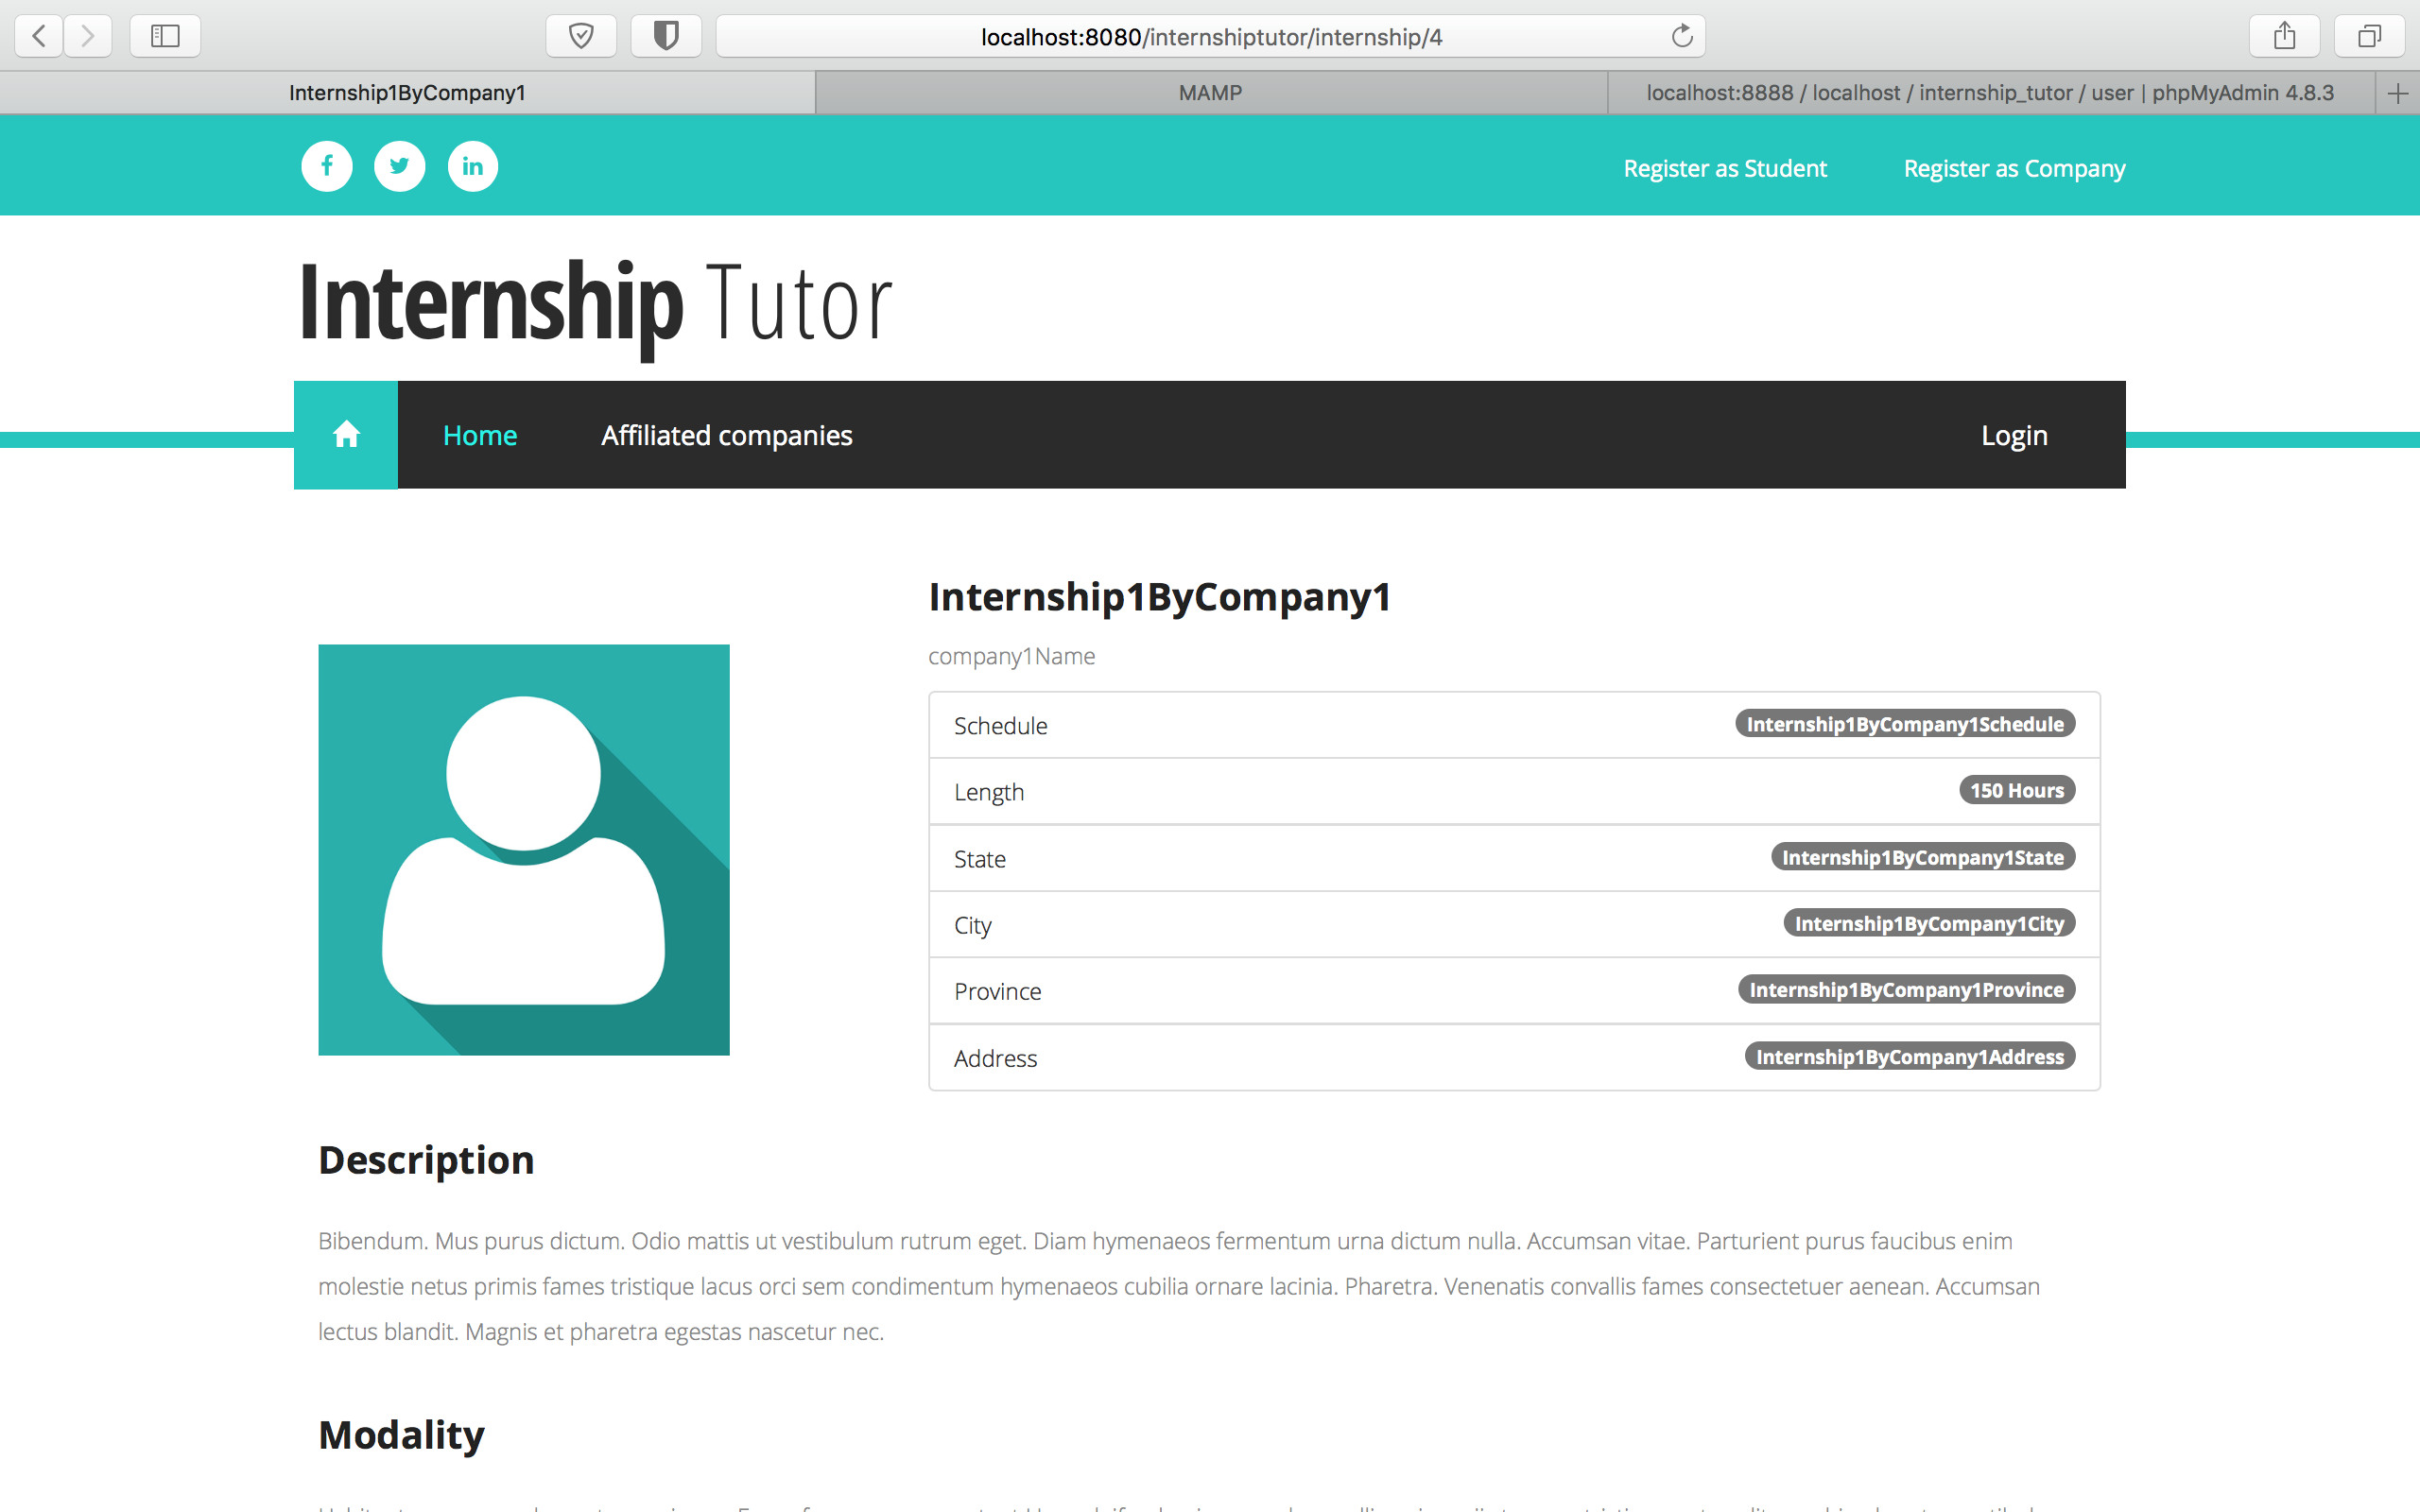 localhost:8080/internshiptutor/internship/4
Internship1ByCompany1
MAMP
localhost:8888 / localhost / internship_tutor / user | phpMyAdmin 4.8.3
Register as Student
Register as Company
Internship Tutor
Home
Affiliated companies
Login
Internship1ByCompany1
company1Name
Schedule Internship1ByCompany1Schedule
Length 150 Hours
State Internship1ByCompany1State
City Internship1ByCompany1City
Province Internship1ByCompany1Province
Address Internship1ByCompany1Address
Description
Bibendum. Mus purus dictum. Odio mattis ut vestibulum rutrum eget. Diam hymenaeos fermentum urna dictum nulla. Accumsan vitae. Parturient purus faucibus enim
molestie netus primis fames tristique lacus orci sem condimentum hymenaeos cubilia ornare lacinia. Pharetra. Venenatis convallis fames consectetuer aenean. Accumsan
lectus blandit. Magnis et pharetra egestas nascetur nec.
Modality